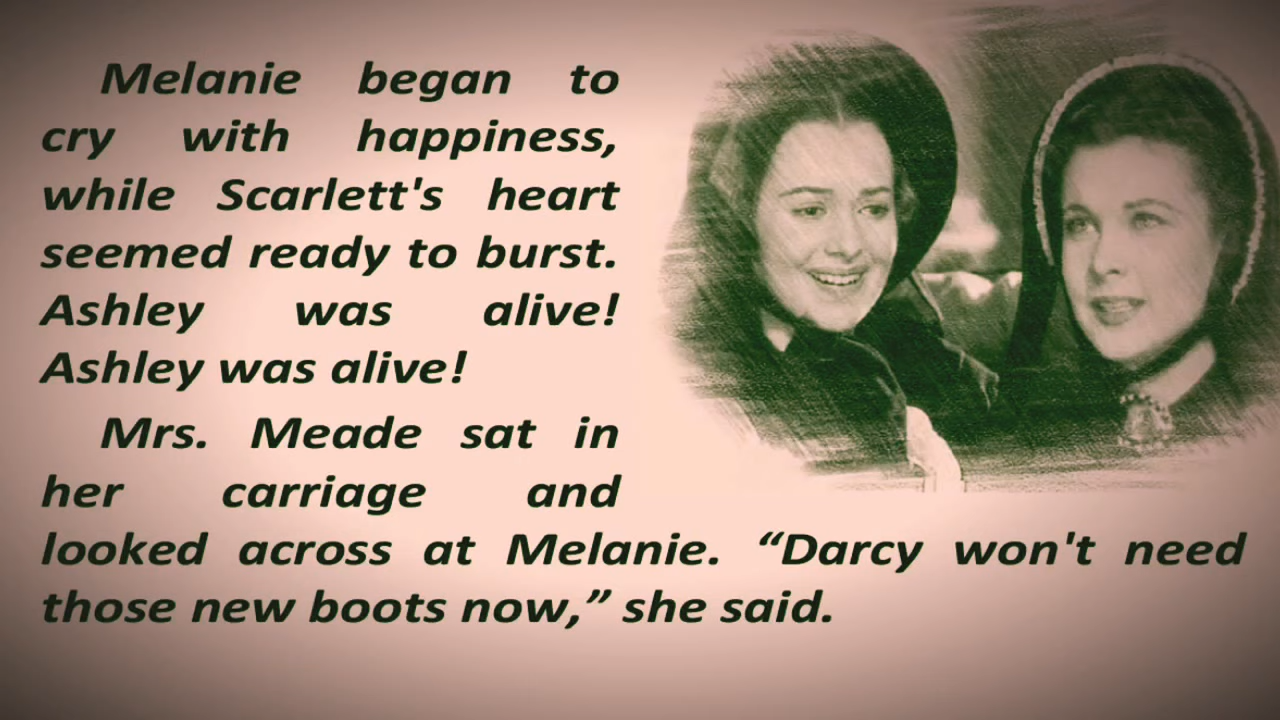 Melanie began to
cry with happiness,
while Scarlett's heart
seemed ready to burst.
Ashley was alive!
Ashley was alive!
Mrs. Meade sat in
her carriage and
looked across at Melanie. “Darcy won't need
those new boots now,” she said.